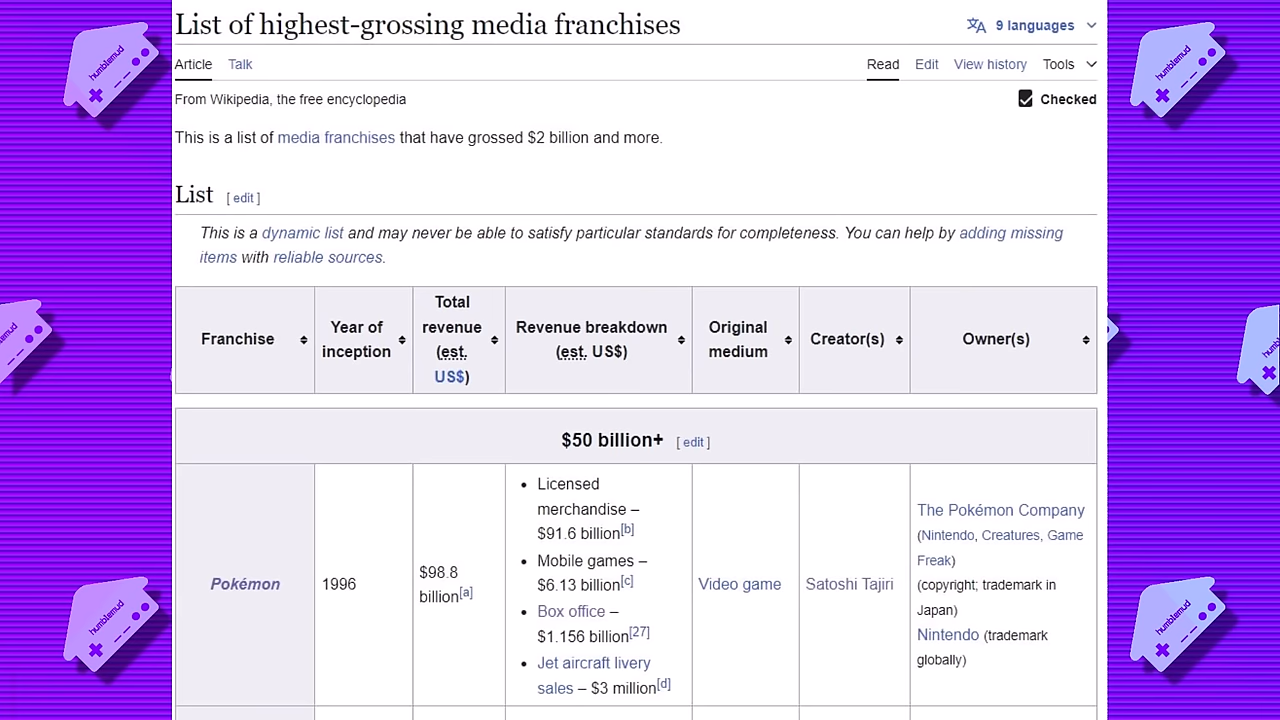 List of highest-grossing media franchises
9 languages
Article Talk Read Edit View history Tools
From Wikipedia, the free encyclopedia
Checked
This is a list of media franchises that have grossed $2 billion and more.
List [ edit ]
This is a dynamic list and may never be able to satisfy particular standards for completeness. You can help by adding missing
items with reliable sources.
Franchise
Year of
inception
Total
revenue
(est.
US$)
Revenue breakdown
(est. US$)
Original
medium
Creator(s)
Owner(s)
$50 billion+ [ edit ]
Pokémon
1996
$98.8
billion[a]
• Licensed
merchandise –
$91.6 billion[b]
• Mobile games –
$6.13 billion[c]
• Box office –
$1.156 billion[27]
• Jet aircraft livery
sales – $3 million[d]
Video game
Satoshi Tajiri
The Pokémon Company
(Nintendo, Creatures, Game
Freak)
(copyright; trademark in
Japan)
Nintendo (trademark
globally)
humblemud
humblemud
humblemud
humblemud